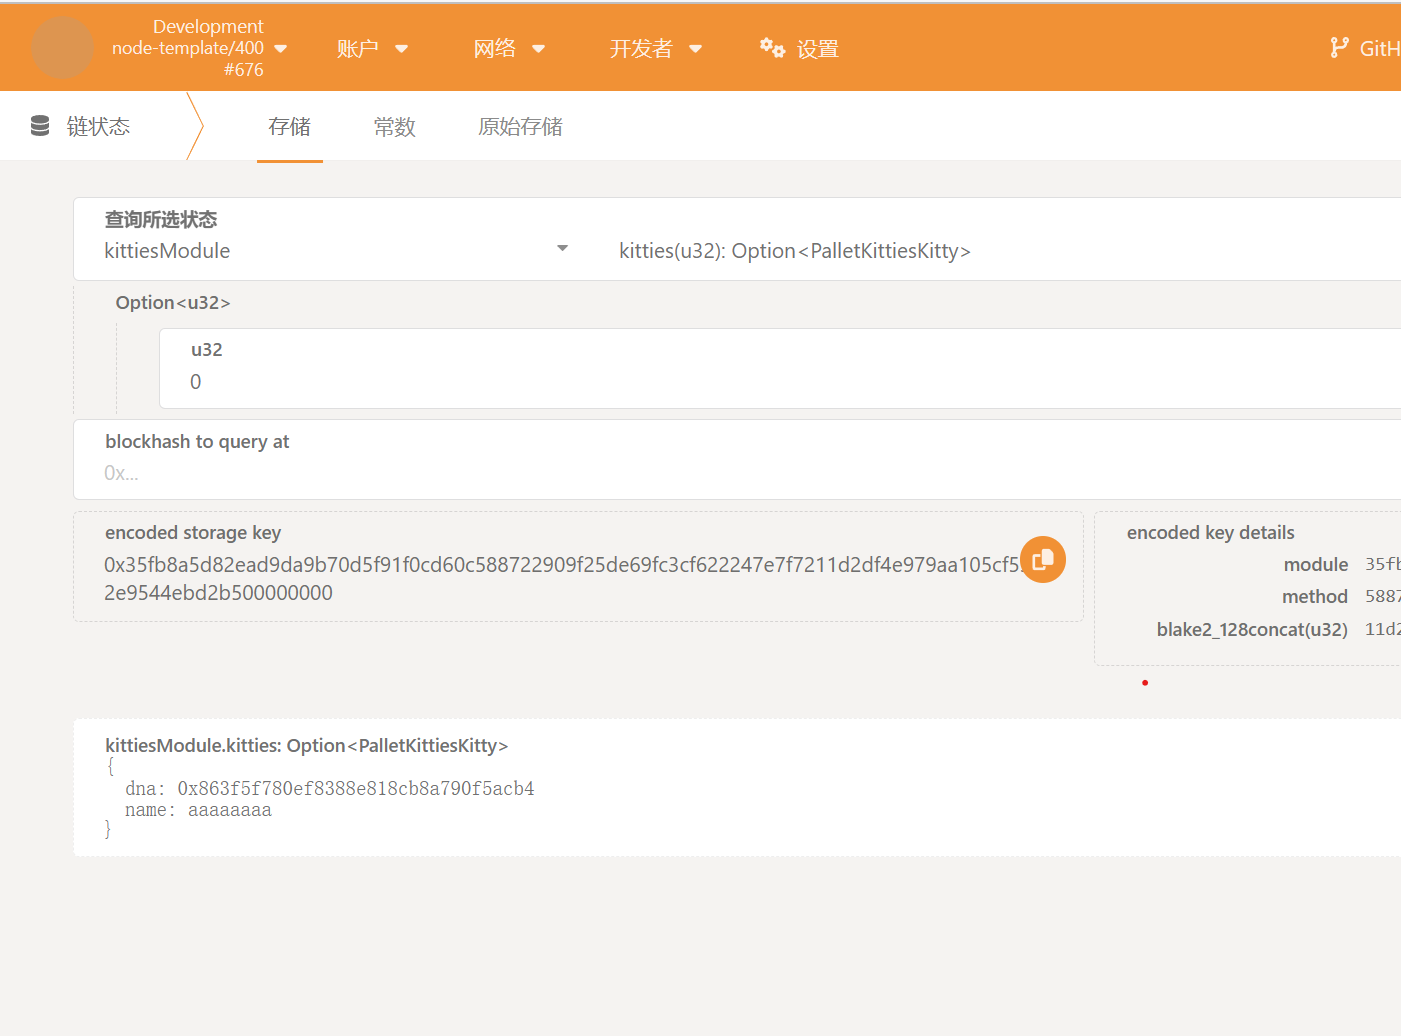 Development
node-template/400
#676
账户
网络
开发者
设置
GitH
链状态
存储
常数
原始存储
查询所选状态
kittiesModule
kitties(u32): Option<PalletKittiesKitty>
Option<u32>
u32
0
blockhash to query at
0x...
encoded storage key
0x35fb8a5d82ead9da9b70d5f91f0cd60c588722909f25de69fc3cf622247e7f7211d2df4e979aa105cf5
2e9544ebd2b500000000
encoded key details
module 35fb
method 5887
blake2_128concat(u32) 11d2
kittiesModule.kitties: Option<PalletKittiesKitty>
{
dna: 0x863f5f780ef8388e818cb8a790f5acb4
name: aaaaaaaa
}